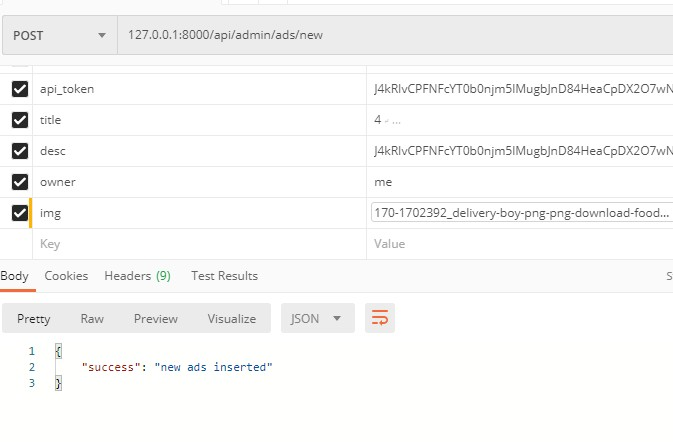 POST 127.0.0.1:8000/api/admin/ads/new
api_token J4kRlvCPFNFcYT0b0njm5lMugbJnD84HeaCpDX2O7wN
title 4 - ...
desc J4kRlvCPFNFcYT0b0njm5lMugbJnD84HeaCpDX2O7wN
owner me
img 170-1702392_delivery-boy-png-png-download-food...
Key Value
Body Cookies Headers (9) Test Results S
Pretty Raw Preview Visualize JSON
1 {
2 "success": "new ads inserted"
3 }